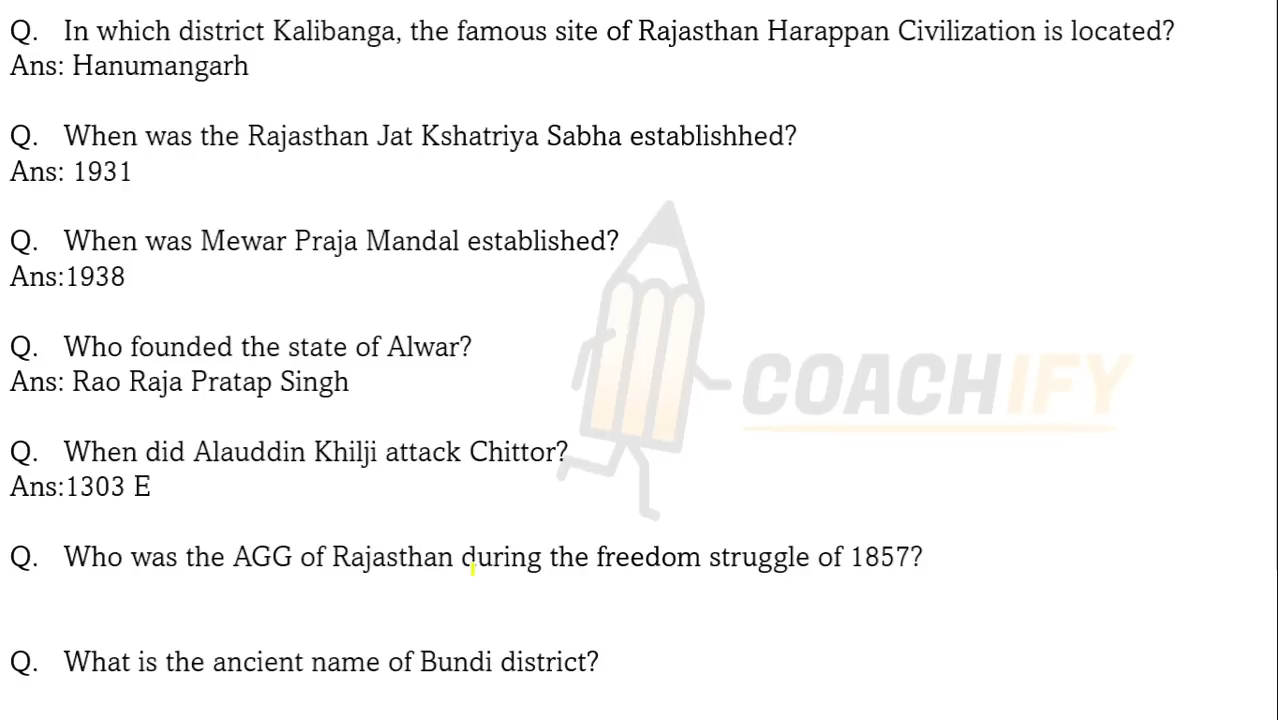 Q. In which district Kalibanga, the famous site of Rajasthan Harappan Civilization is located?
Ans: Hanumangarh
Q. When was the Rajasthan Jat Kshatriya Sabha establishhed?
Ans: 1931
Q. When was Mewar Praja Mandal established?
Ans:1938
Q. Who founded the state of Alwar?
Ans: Rao Raja Pratap Singh
COACHIFY
Q. When did Alauddin Khilji attack Chittor?
Ans:1303 E
Q. Who was the AGG of Rajasthan during the freedom struggle of 1857?
Q. What is the ancient name of Bundi district?